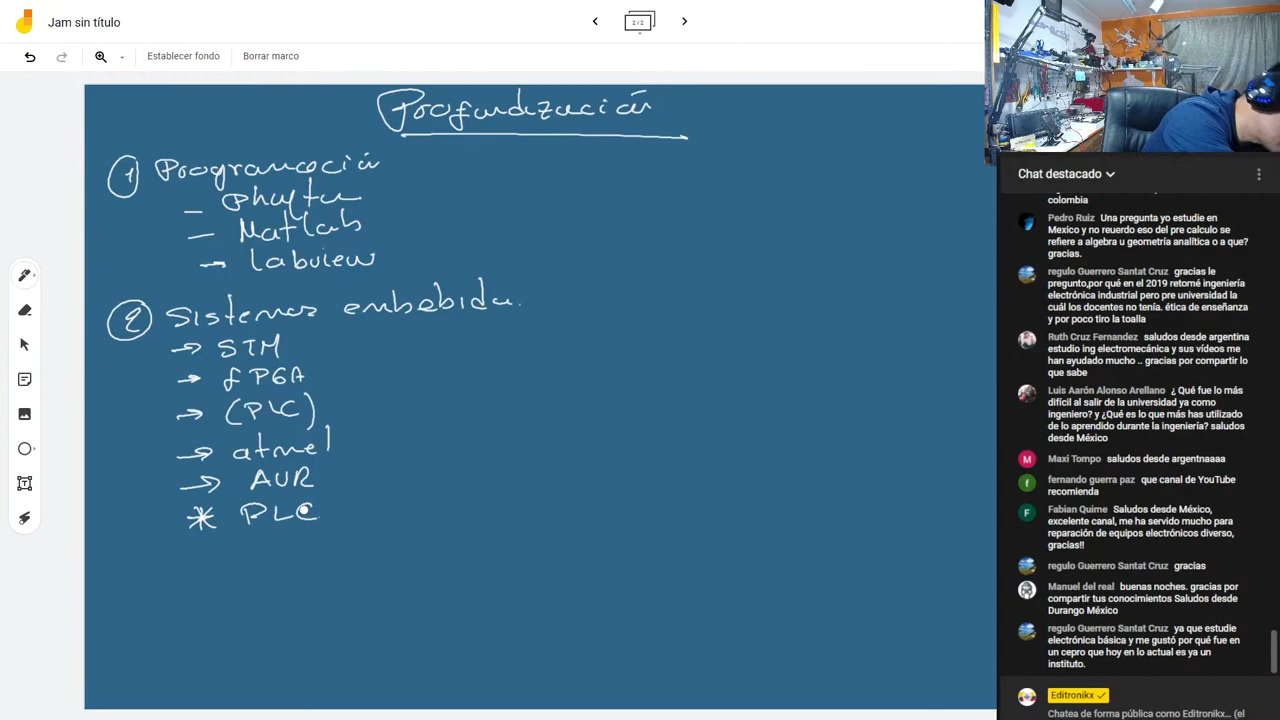 Jam sin título
2/2
Establecer fondo
Borrar marco
Profundización
1 Programación
- Phyton
- Matlab
- Labview
2 Sistemas embebidos
→ STM
→ FPGA
→ (PLC)
→ atmel
→ AVR
* PLC
Chat destacado
colombia
Pedro Ruiz Una pregunta yo estudie en
Mexico y no reuerdo eso del pre calculo se
refiere a algebra u geometría analítica o a que?
gracias.
regulo Guerrero Santat Cruz gracias le
pregunto,por qué en el 2019 retomé ingeniería
electrónica industrial pero pre universidad la
cuál los docentes no tenía. ética de enseñanza
y por poco tiro la toalla
Ruth Cruz Fernandez saludos desde argentina
estudio ing electromecánica y sus vídeos me
han ayudado mucho .. gracias por compartir lo
que sabe
Luis Aarón Alonso Arellano ¿ Qué fue lo más
difícil al salir de la universidad ya como
ingeniero? y ¿Qué es lo que más has utilizado
de lo aprendido durante la ingeniería? saludos
desde México
Maxi Tompo saludos desde argentnaaaa
fernando guerra paz que canal de YouTube
recomienda
Fabian Quime Saludos desde México,
excelente canal, me ha servido mucho para
reparación de equipos electrónicos diverso,
gracias!!
regulo Guerrero Santat Cruz gracias
Manuel del real buenas noches. gracias por
compartir tus conocimientos Saludos desde
Durango México
regulo Guerrero Santat Cruz ya que estudie
electrónica básica y me gustó por qué fue en
un cepro que hoy en lo actual es ya un
instituto.
Editronikx
Chatea de forma pública como Editronikx... (el